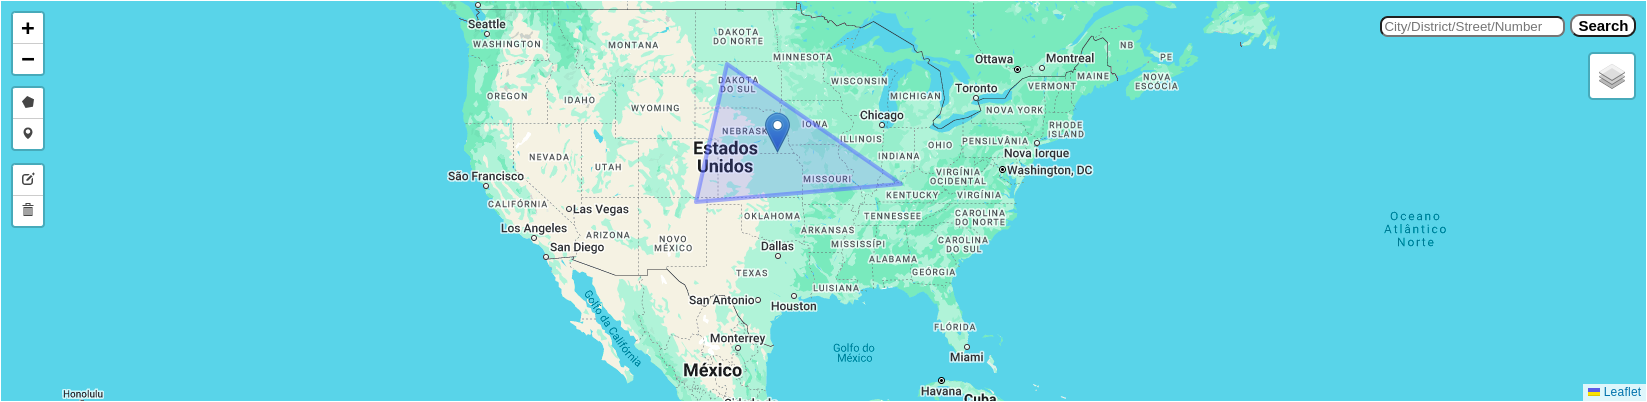 +
−
City/District/Street/Number
Search
Seattle
WASHINGTON
MONTANA
DAKOTA
DO NORTE
MINNESOTA
Ottawa
Montreal
NB
PE
MAINE
NOVA
ESCÓCIA
VERMONT
OREGON
IDAHO
WYOMING
DAKOTA
DO SUL
WISCONSIN
MICHIGAN
Toronto
NOVA YORK
RHODE
ISLAND
Chicago
NEBRASK
IOWA
ILLINOIS
INDIANA
OHIO
PENSILVÂNIA
Nova Iorque
Estados
Unidos
NEVADA
UTAH
São Francisco
MISSOURI
VIRGÍNIA
OCIDENTAL
Washington, DC
KENTUCKY
VIRGÍNIA
CALIFÓRNIA
Las Vegas
OKLAHOMA
TENNESSEE
CAROLINA
DO NORTE
Los Angeles
ARIZONA
NOVO
MÉXICO
ARKANSAS
MISSISSÍPI
CAROLINA
DO SUL
Oceano
Atlântico
Norte
San Diego
Dallas
ALABAMA
GEÓRGIA
TEXAS
LUISIANA
San Antonio
Houston
Golfo da Califórnia
FLÓRIDA
Monterrey
Golfo do
México
Miami
México
Havana
Cuba
Honolulu
Leaflet